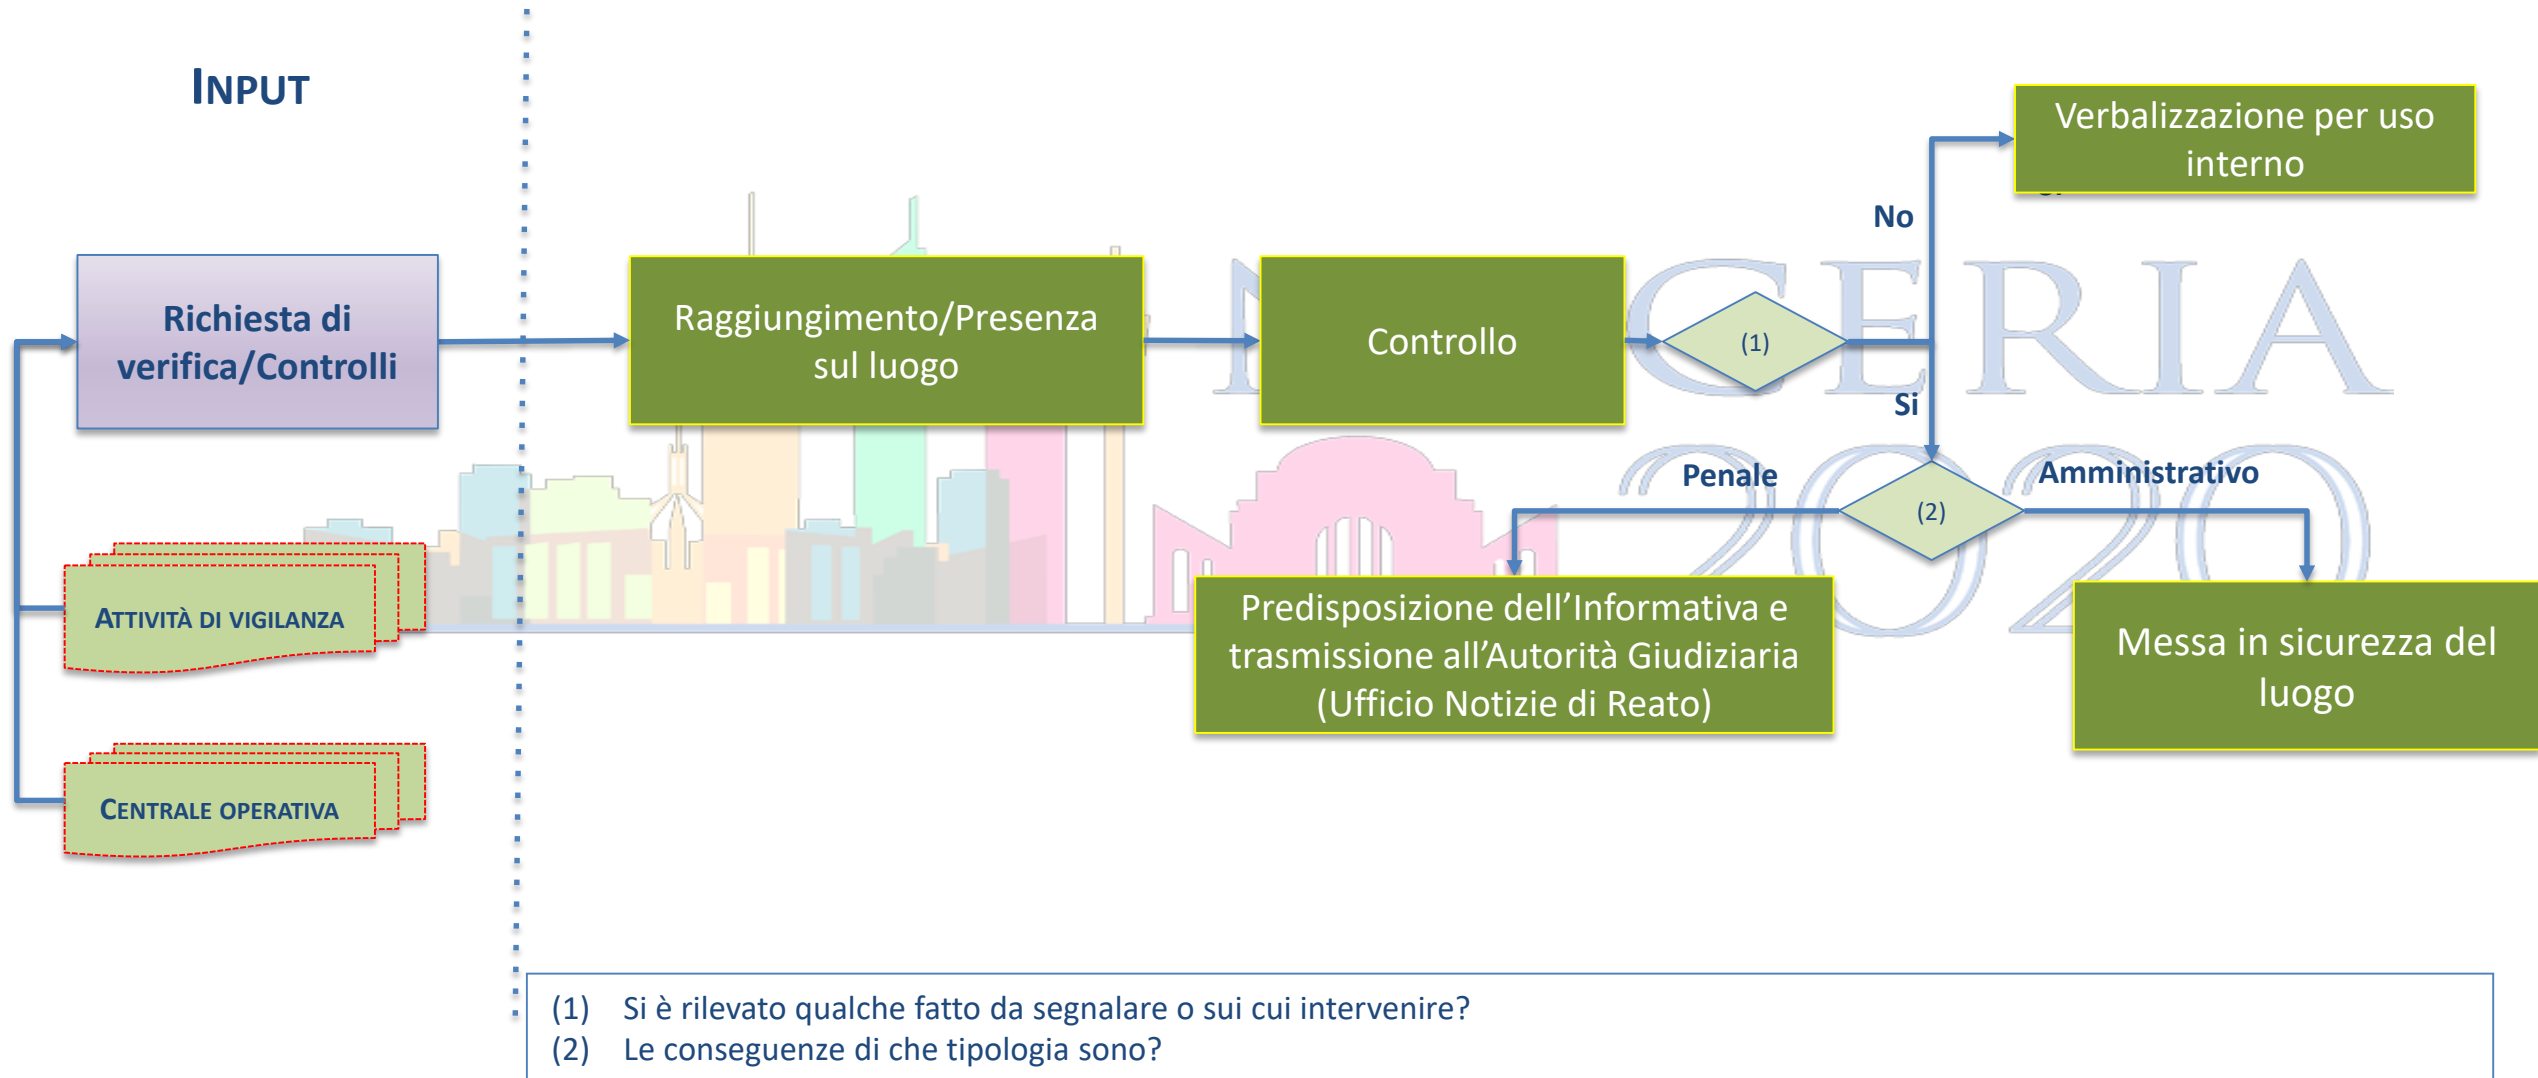 INPUT
Verbalizzazione per uso
interno
No
Richiesta di
verifica/Controlli
Raggiungimento/Presenza
sul luogo
Controllo
(1)
CERIA
Si
Penale
(2)
Amministrativo
2020
ATTIVITÀ DI VIGILANZA
Predisposizione dell'Informativa e
trasmissione all'Autorità Giudiziaria
(Ufficio Notizie di Reato)
Messa in sicurezza del
luogo
CENTRALE OPERATIVA
(1) Si è rilevato qualche fatto da segnalare o sui cui intervenire?
(2) Le conseguenze di che tipologia sono?